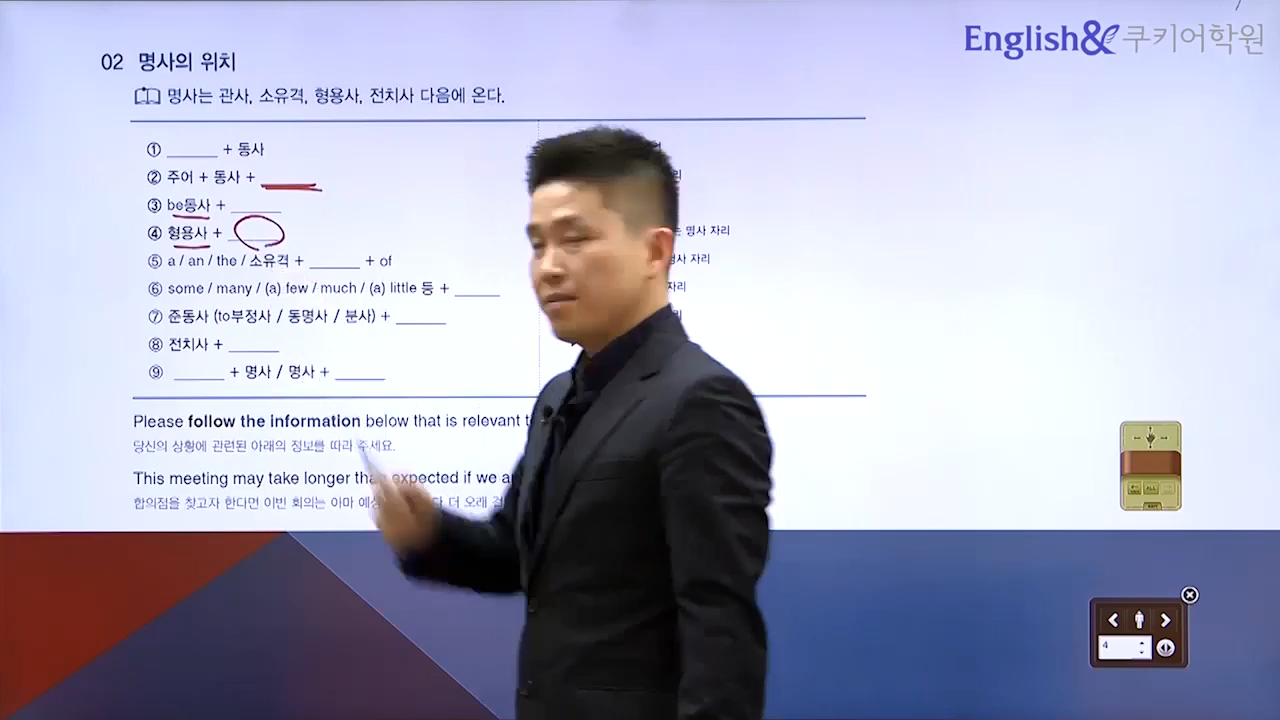 English& 쿠키어학원
02 명사의 위치
명사는 관사, 소유격, 형용사, 전치사 다음에 온다.
① ______ + 동사
② 주어 + 동사 + ______
③ be동사 + ______
④ 형용사 + ______ 명사 자리
⑤ a / an / the / 소유격 + ______ + of 자리
⑥ some / many / (a) few / much / (a) little 등 + ______ 자리
⑦ 준동사 (to부정사 / 동명사 / 분사) + ______
⑧ 전치사 + ______
⑨ ______ + 명사 / 명사 + ______
Please follow the information below that is relevant
당신의 상황에 관련된 아래의 정보를 따라 주세요.
This meeting may take longer than expected if we
합의점을 찾고자 한다면 이번 회의는 아마 더 오래
ALL
4